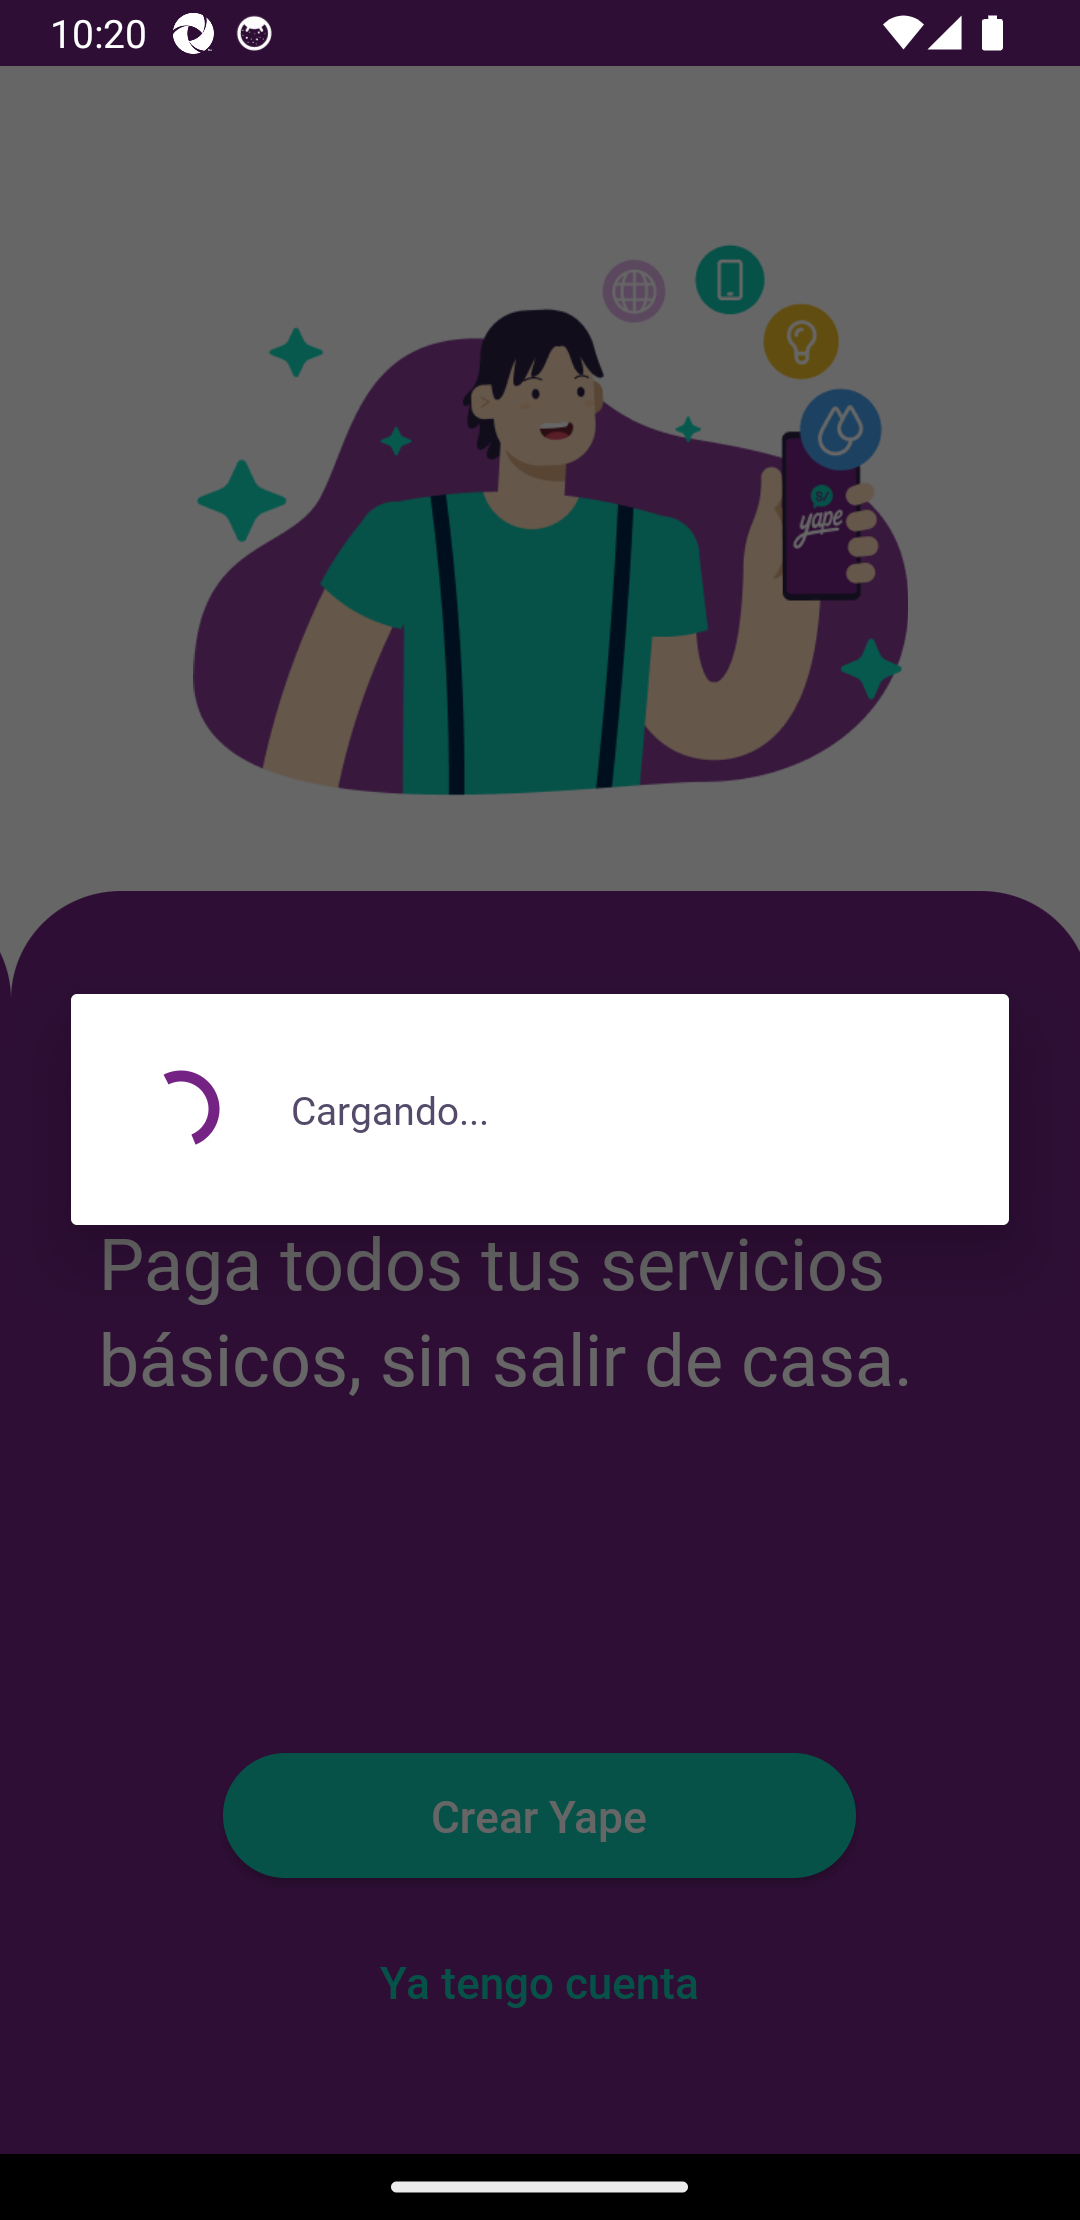 10:20
S/
yape
Cargando...
Paga todos tus servicios
básicos, sin salir de casa.
Crear Yape
Ya tengo cuenta